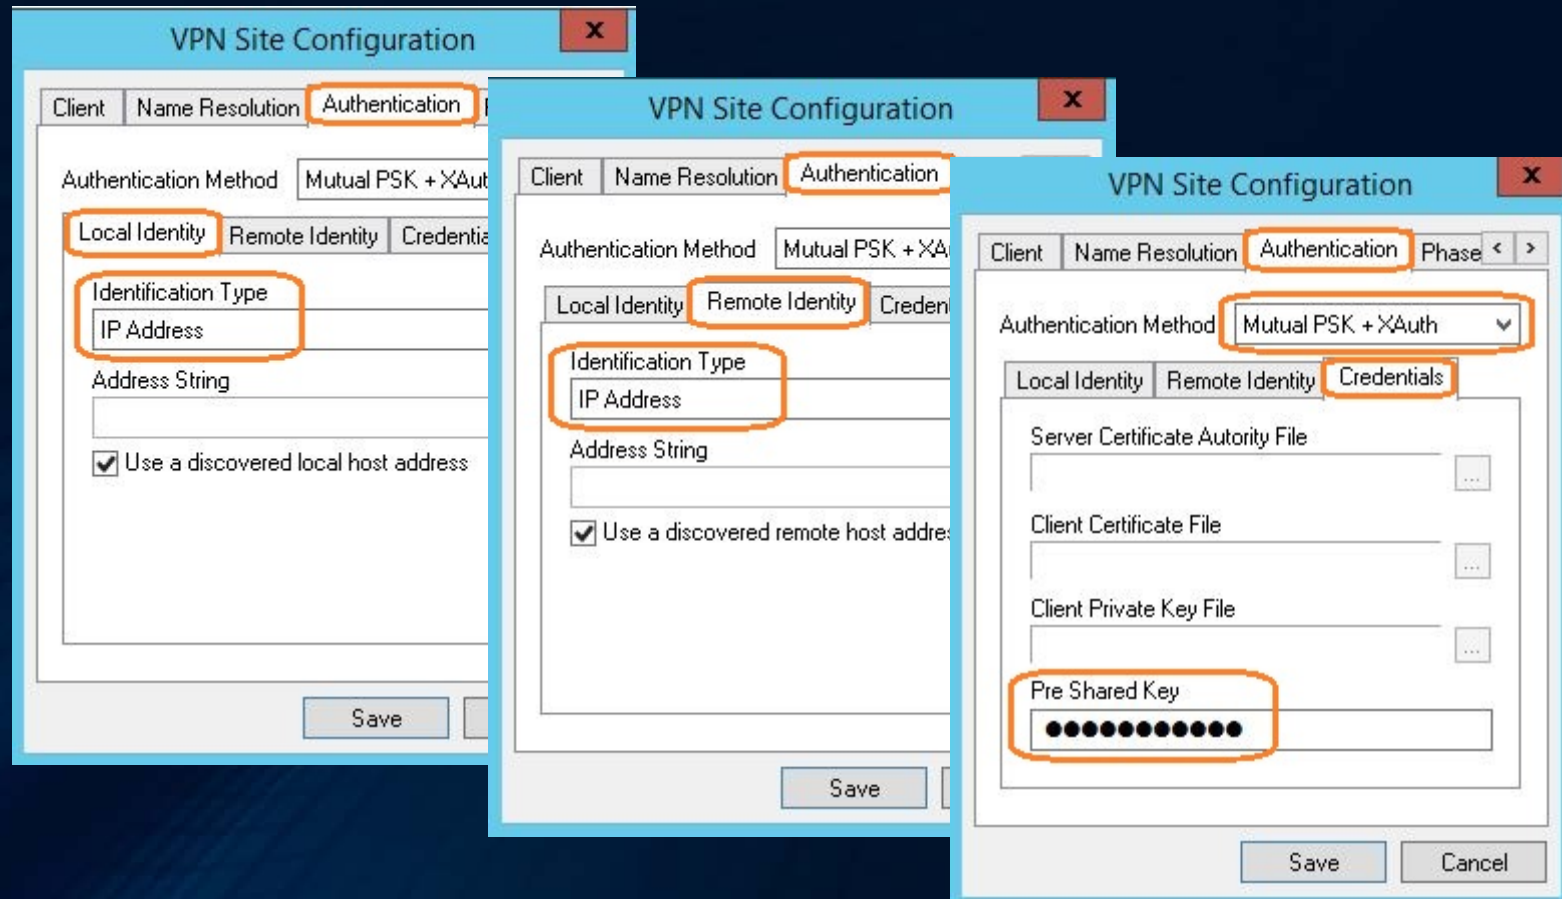 VPN Site Configuration
x
Client
Name Resolution
Authentication
Authentication Method
Mutual PSK + XAut
Local Identity
Remote Identity
Credentia
Identification Type
IP Address
Address String
Use a discovered local host address
Save
VPN Site Configuration
x
Client
Name Resolution
Authentication
Authentication Method
Mutual PSK + XA
Local Identity
Remote Identity
Creden
Identification Type
IP Address
Address String
Use a discovered remote host addre
Save
VPN Site Configuration
x
Client
Name Resolution
Authentication
Phase
< >
Authentication Method
Mutual PSK + XAuth
Local Identity
Remote Identity
Credentials
Server Certificate Autority File
...
Client Certificate File
...
Client Private Key File
...
Pre Shared Key
●●●●●●●●●●●
Save
Cancel